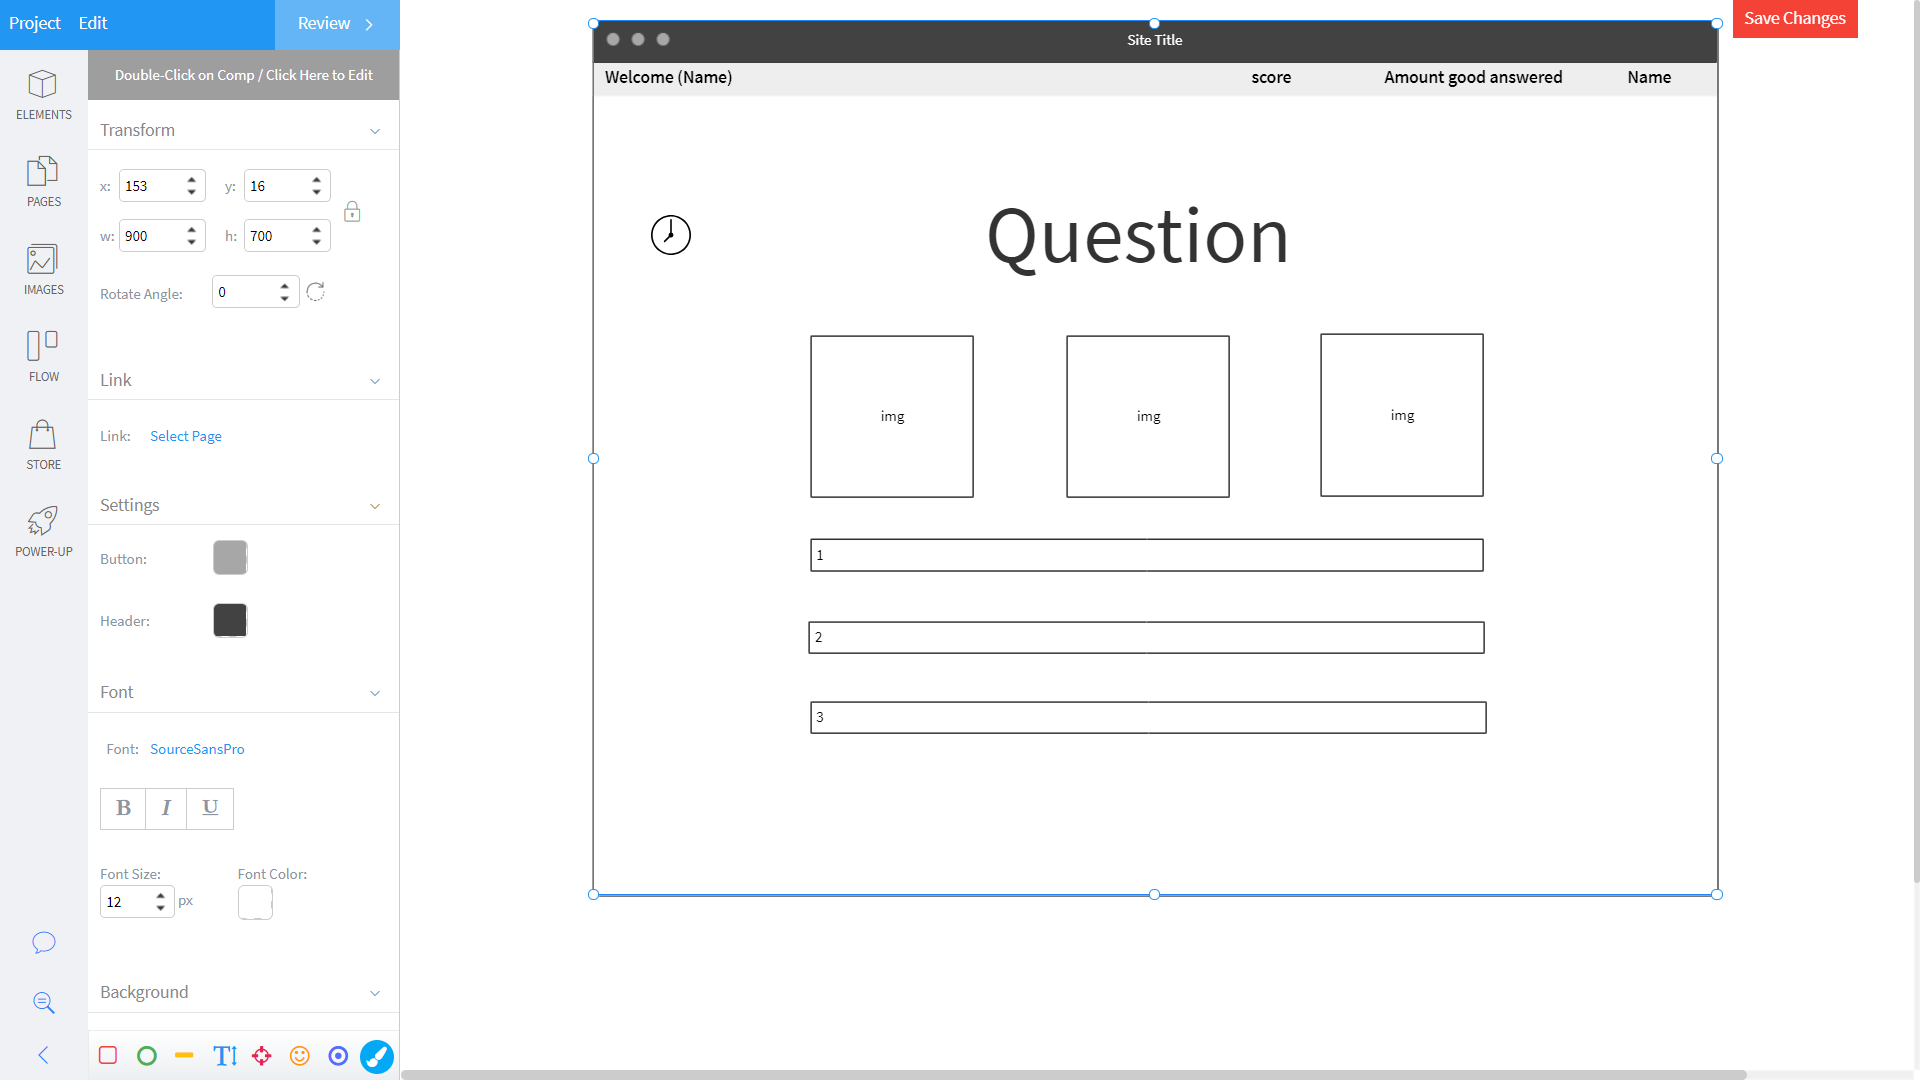 Project Edit Review
Save Changes
Double-Click on Comp / Click Here to Edit
ELEMENTS
PAGES
IMAGES
FLOW
STORE
POWER-UP
Transform
x: 153 y: 16
w: 900 h: 700
Rotate Angle: 0
Link
Link: Select Page
Settings
Button:
Header:
Font
Font: SourceSansPro
B I U
Font Size: Font Color:
12 px
Background
T
Site Title
Welcome (Name) score Amount good answered Name
Question
img img img
1
2
3